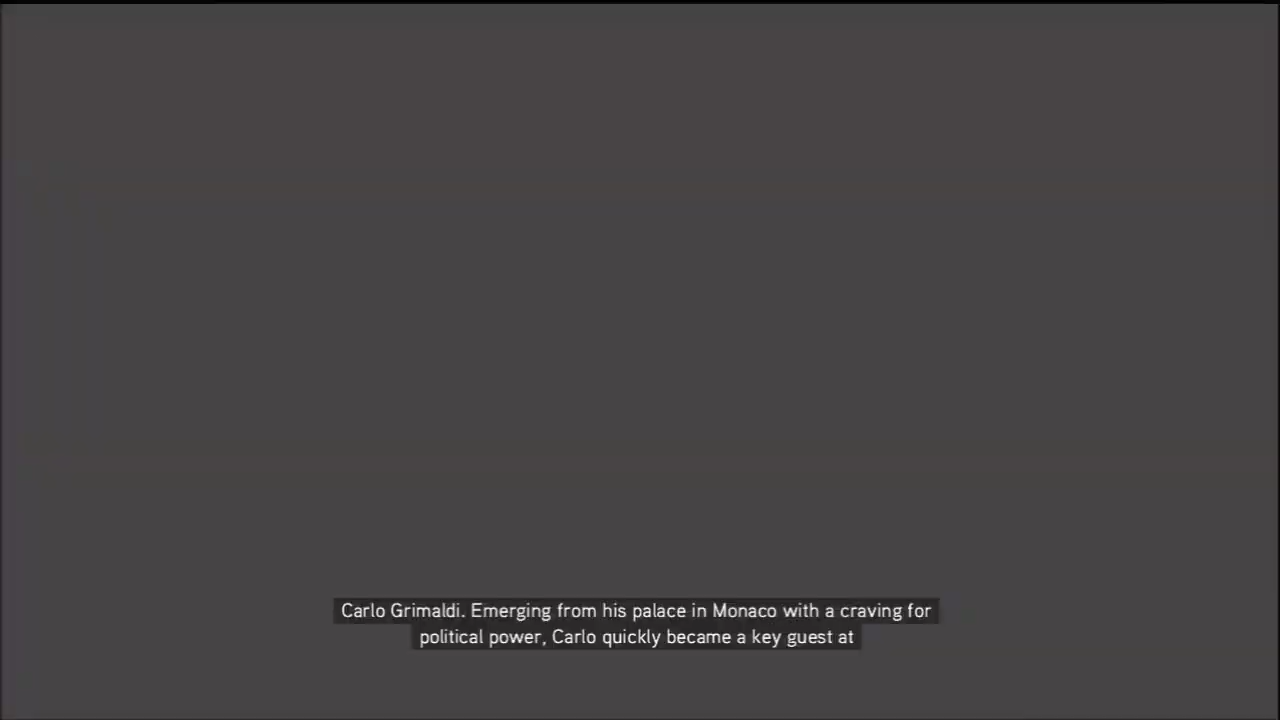 Carlo Grimaldi. Emerging from his palace in Monaco with a craving for
political power, Carlo quickly became a key guest at